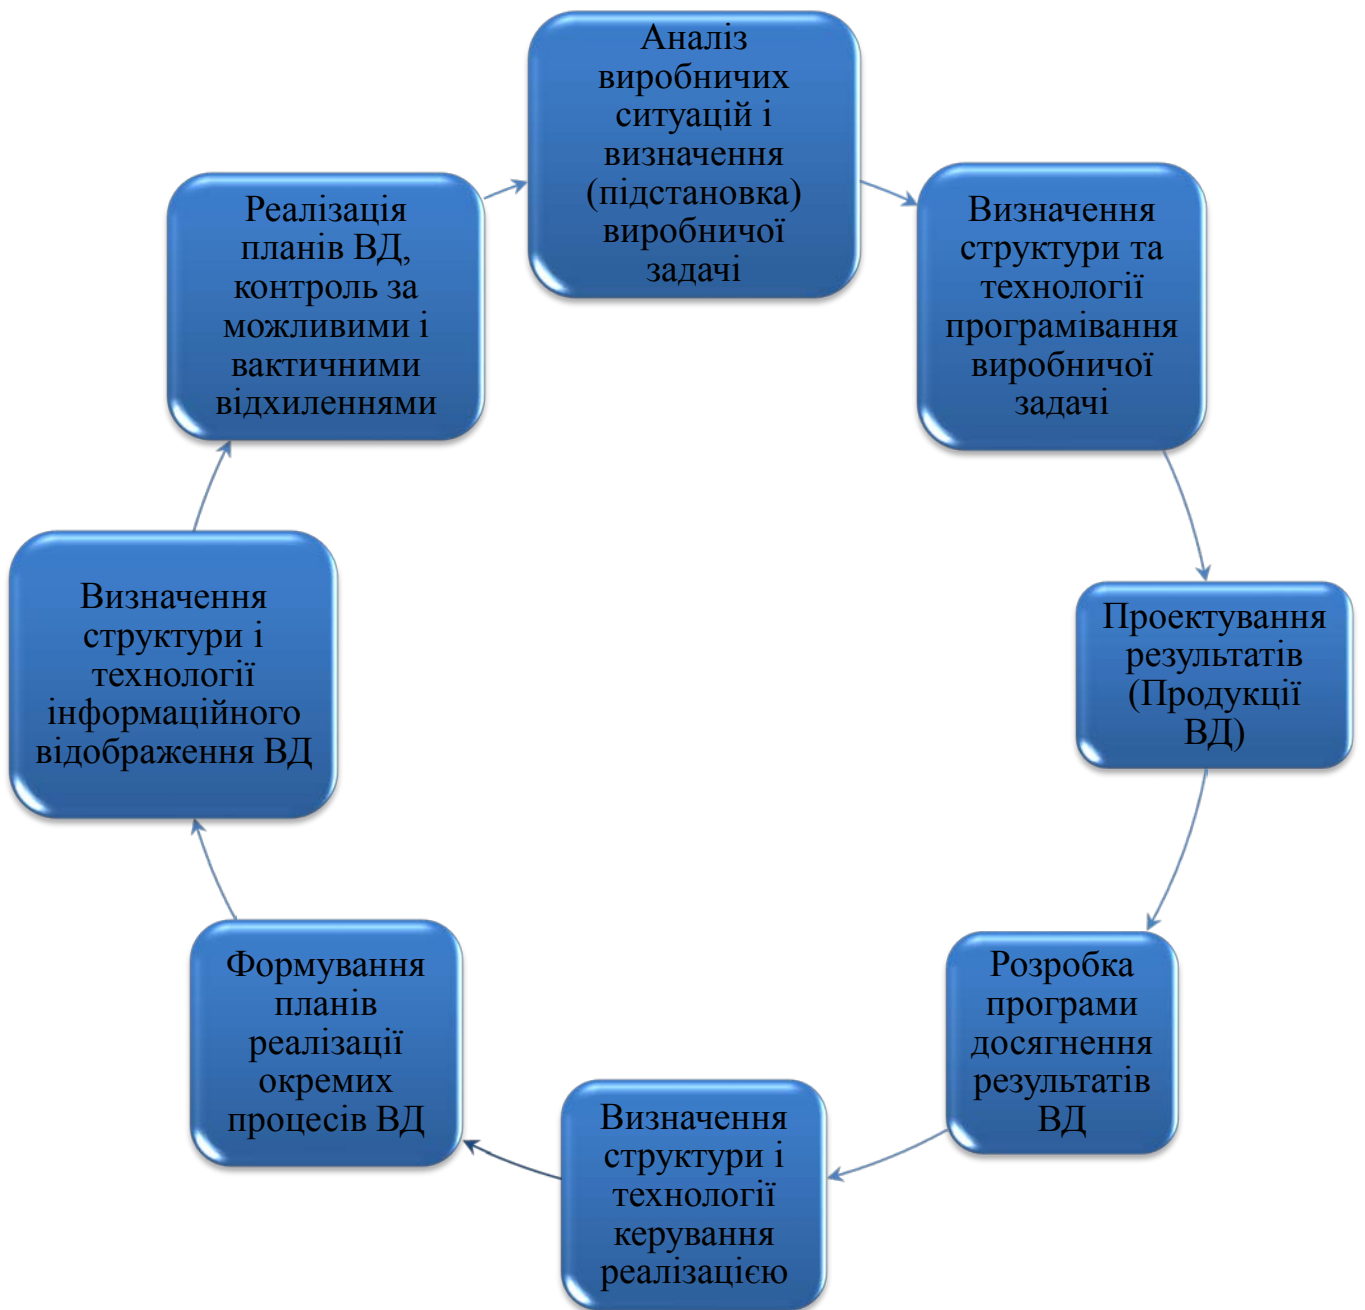 Аналіз
виробничих
ситуацій і
визначення
(підстановка)
виробничої
задачі
Визначення
структури та
технології
програмівання
виробничої
задачі
Проектування
результатів
(Продукції
ВД)
Розробка
програми
досягнення
результатів
ВД
Визначення
структури і
технології
керування
реалізацією
Формування
планів
реалізації
окремих
процесів ВД
Визначення
структури і
технології
інформаційного
відображення ВД
Реалізація
планів ВД,
контроль за
можливими і
вактичними
відхиленнями